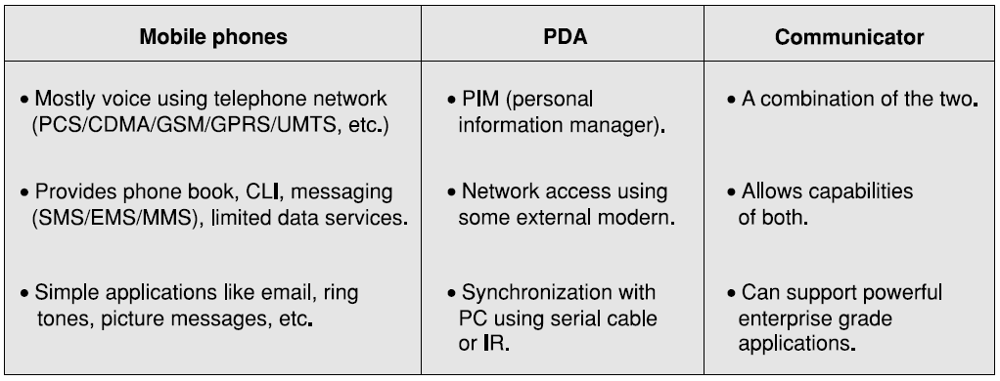 Mobile phones
PDA
Communicator
• Mostly voice using telephone network
(PCS/CDMA/GSM/GPRS/UMTS, etc.)
• PIM (personal
information manager).
• A combination of the two.
• Provides phone book, CLI, messaging
(SMS/EMS/MMS), limited data services.
• Network access using
some external modern.
• Allows capabilities
of both.
• Simple applications like email, ring
tones, picture messages, etc.
• Synchronization with
PC using serial cable
or IR.
• Can support powerful
enterprise grade
applications.